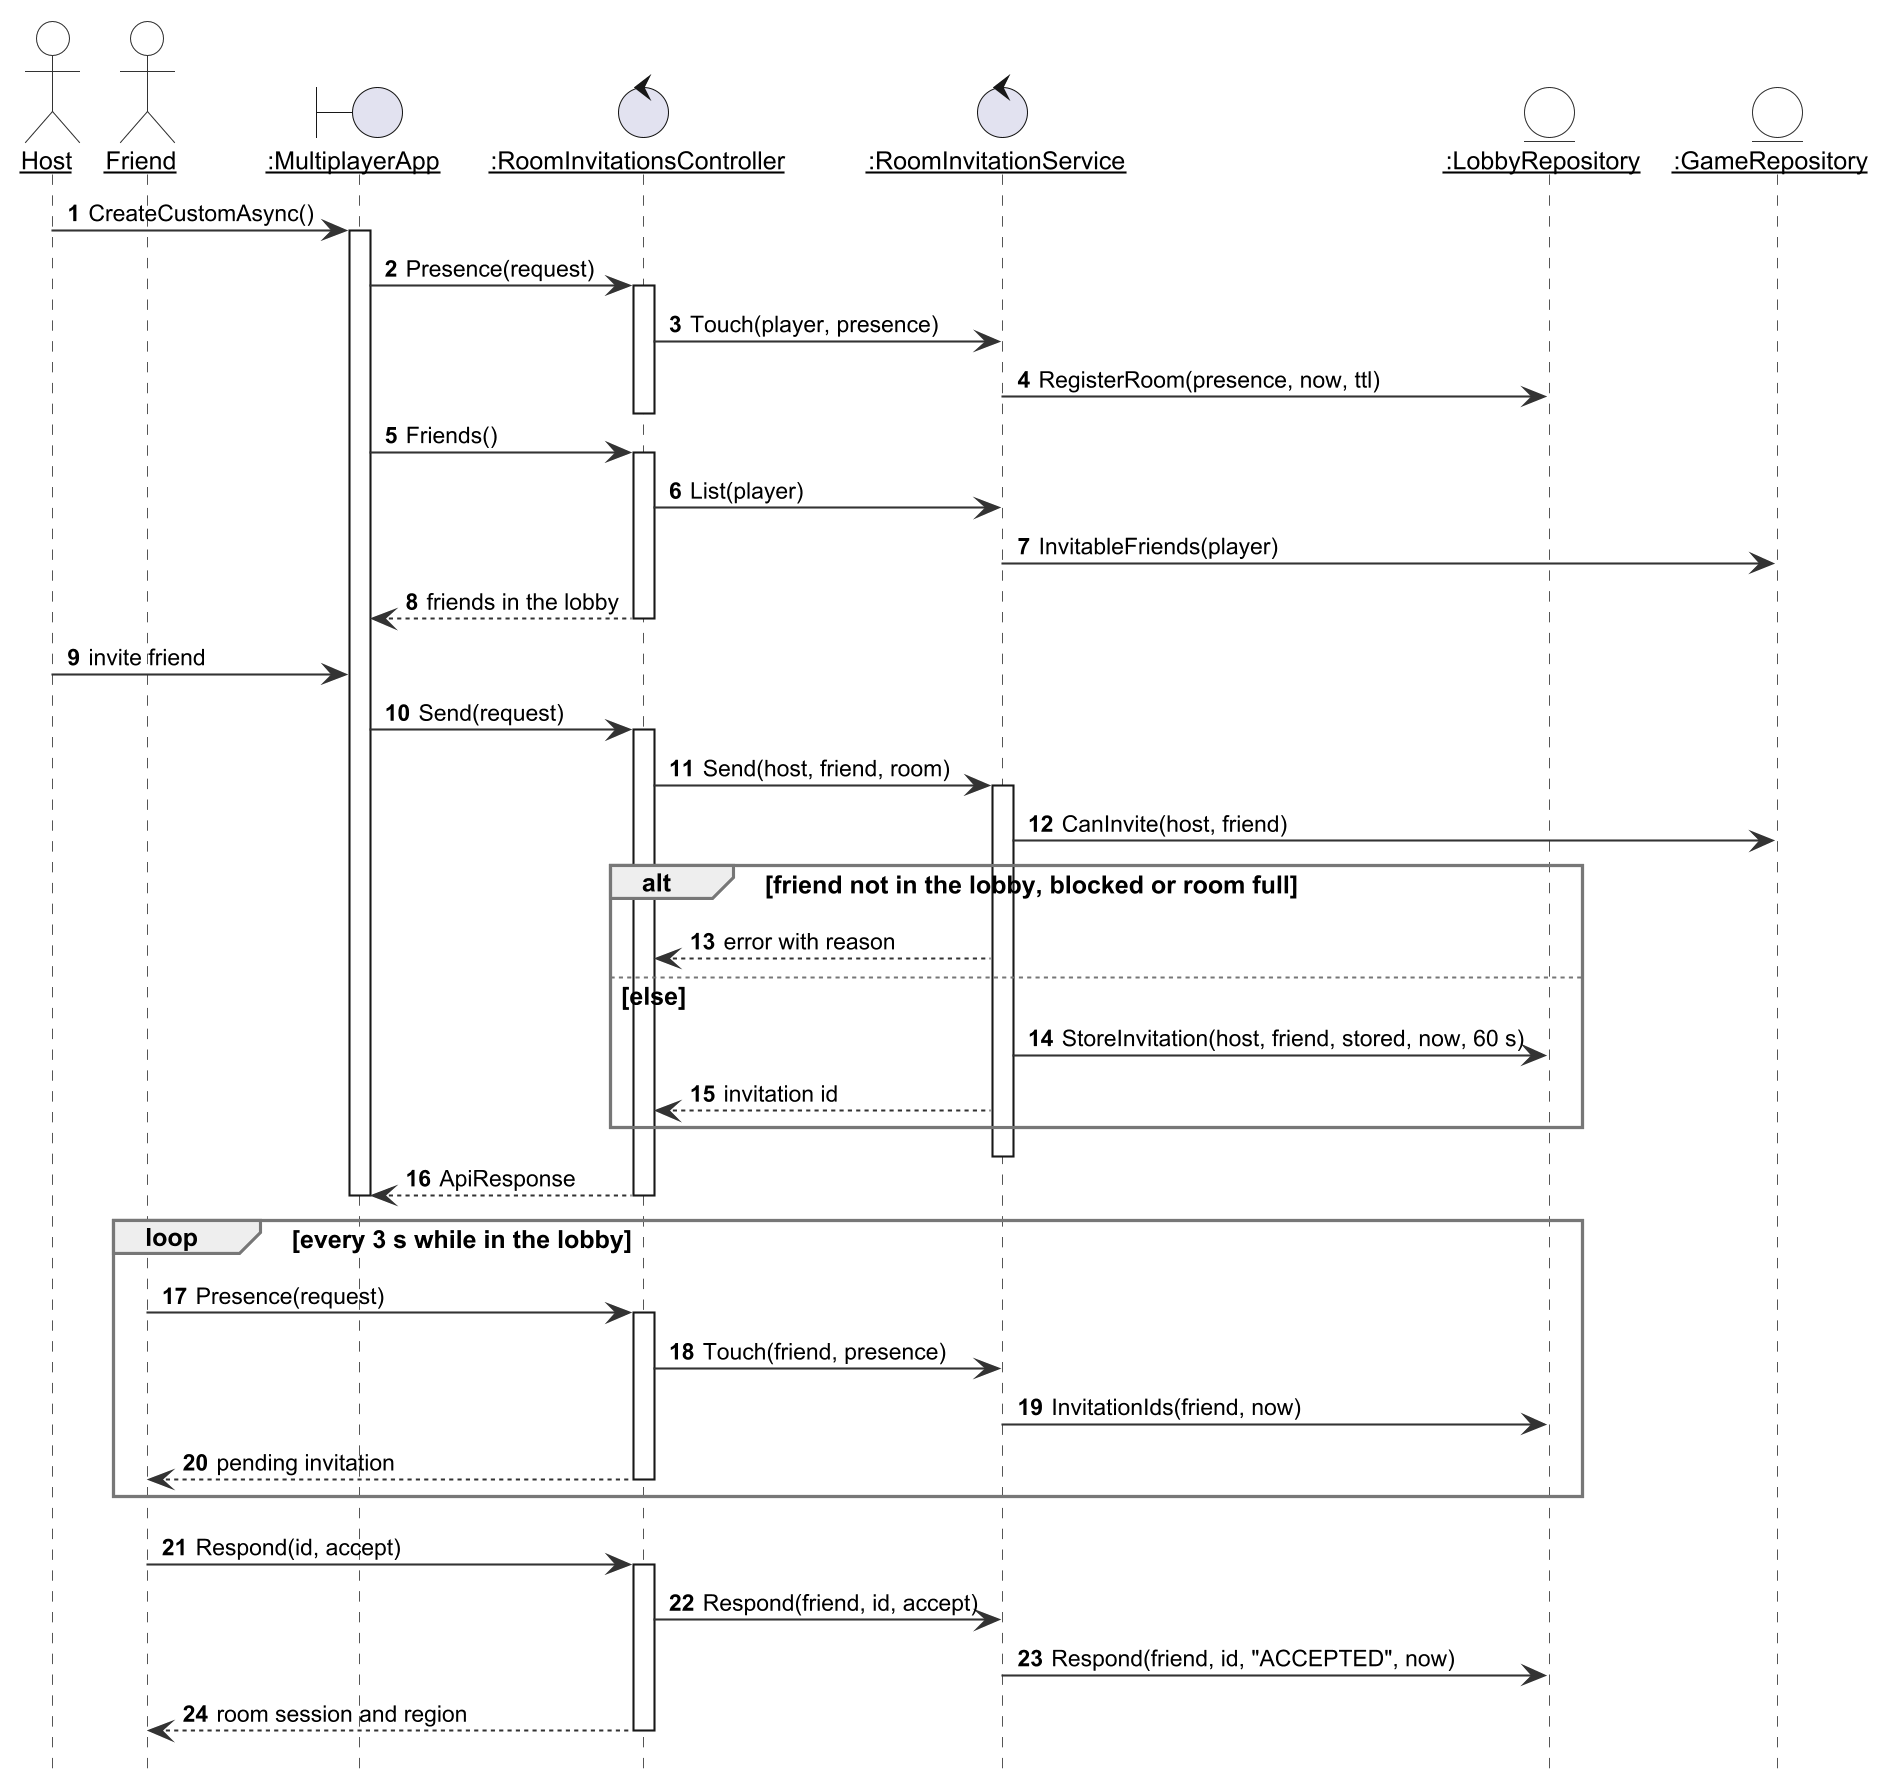 Host
Friend
:MultiplayerApp
:RoomInvitationsController
:RoomInvitationService
:LobbyRepository
:GameRepository
1 CreateCustomAsync()
2 Presence(request)
3 Touch(player, presence)
4 RegisterRoom(presence, now, ttl)
5 Friends()
6 List(player)
7 InvitableFriends(player)
8 friends in the lobby
9 invite friend
10 Send(request)
11 Send(host, friend, room)
12 CanInvite(host, friend)
alt [friend not in the lobby, blocked or room full]
13 error with reason
[else]
14 StoreInvitation(host, friend, stored, now, 60 s)
15 invitation id
16 ApiResponse
loop [every 3 s while in the lobby]
17 Presence(request)
18 Touch(friend, presence)
19 InvitationIds(friend, now)
20 pending invitation
21 Respond(id, accept)
22 Respond(friend, id, accept)
23 Respond(friend, id, "ACCEPTED", now)
24 room session and region